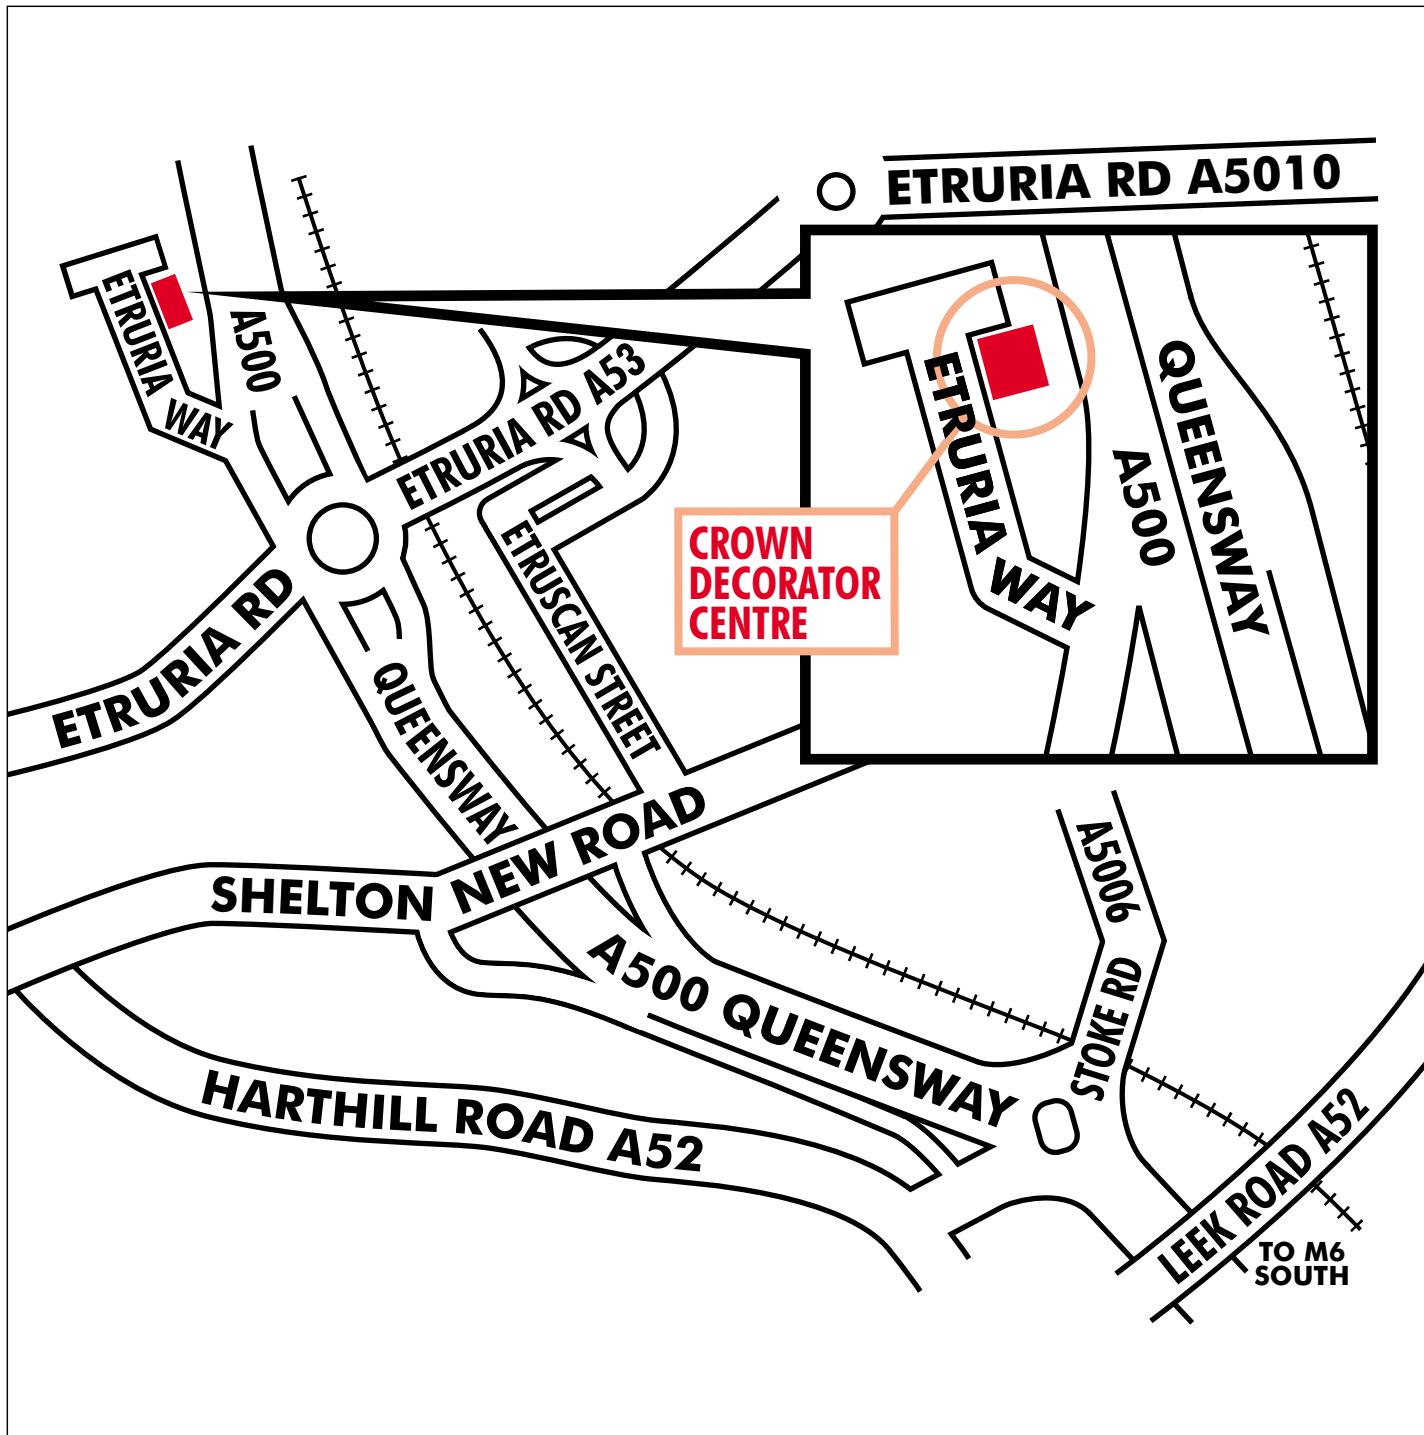 ETRURIA RD A5010
ETRURIA
WAY
A500
ETRURIA RD A53
ETRUSCAN STREET
ETRURIA RD
QUEENSWAY
QUEENSWAY
A500
ETRURIA
WAY
CROWN
DECORATOR
CENTRE
SHELTON NEW ROAD
A500 QUEENSWAY
A5006
STOKE RD
HARTHILL ROAD A52
LEEK ROAD A52
TO M6
SOUTH